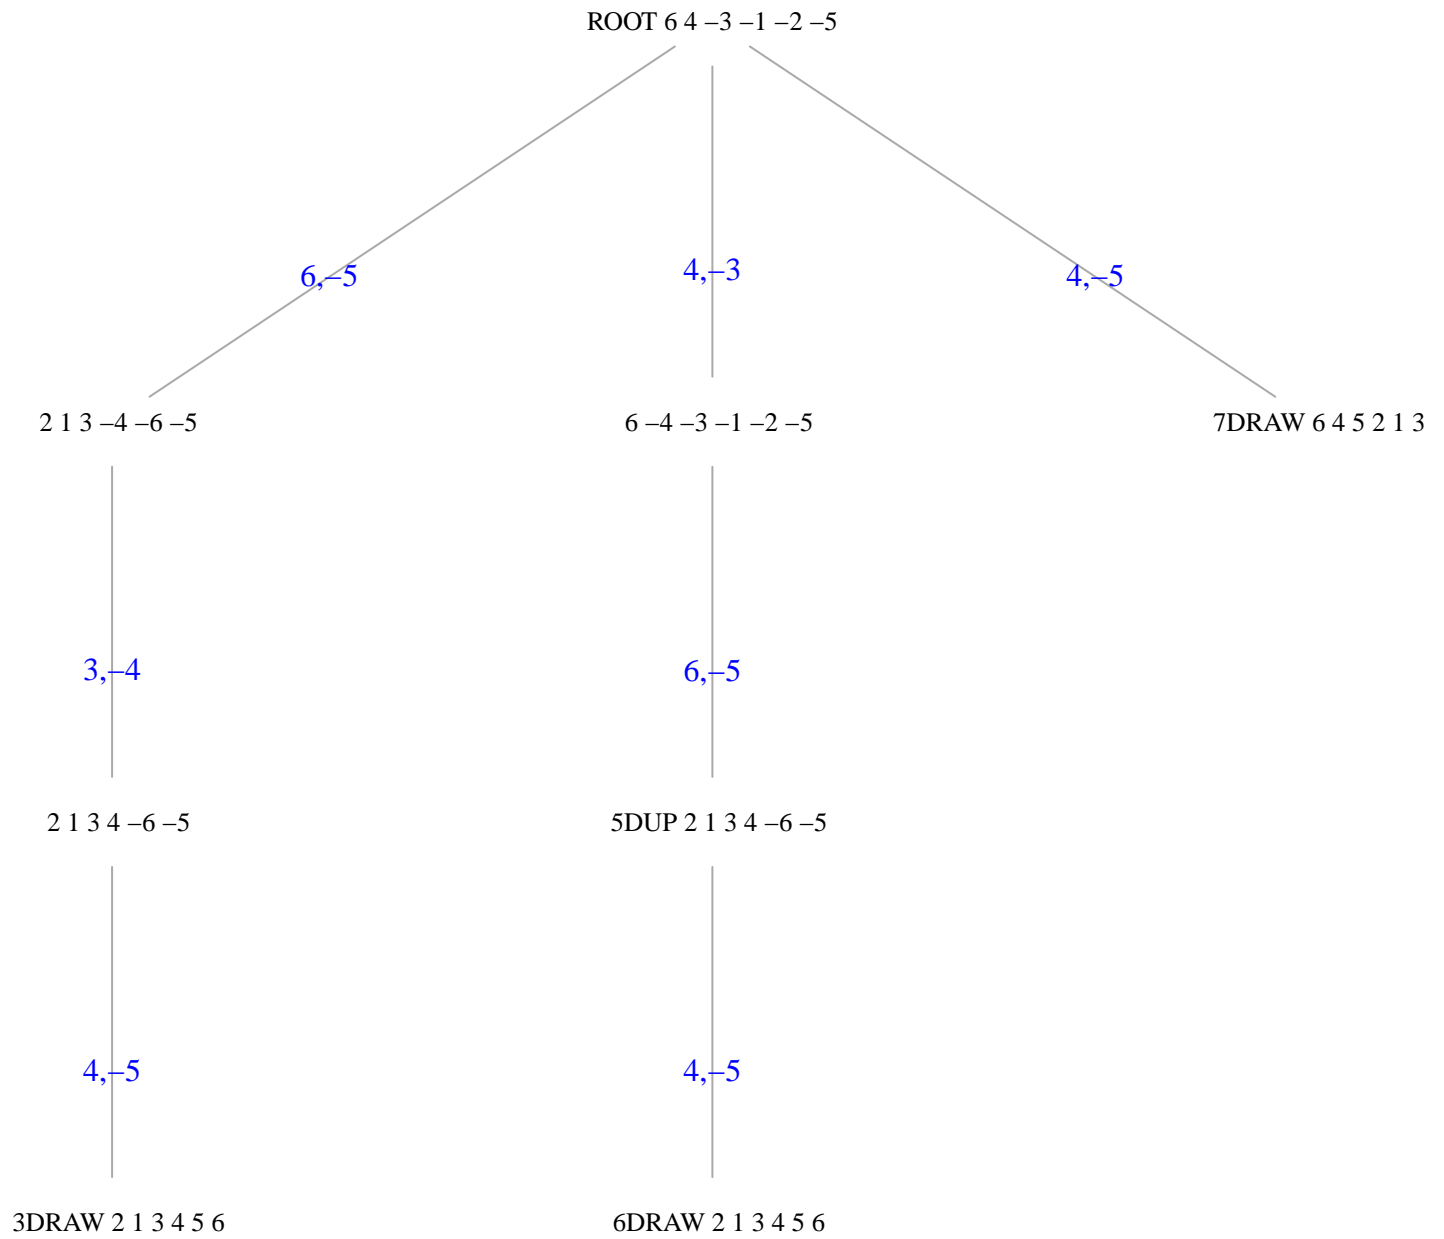 ROOT 6 4 –3 –1 –2 –5
6,–5
4,–3
4,–5
2 1 3 –4 –6 –5
6 –4 –3 –1 –2 –5
7DRAW 6 4 5 2 1 3
3,–4
6,–5
2 1 3 4 –6 –5
5DUP 2 1 3 4 –6 –5
4,–5
4,–5
3DRAW 2 1 3 4 5 6
6DRAW 2 1 3 4 5 6